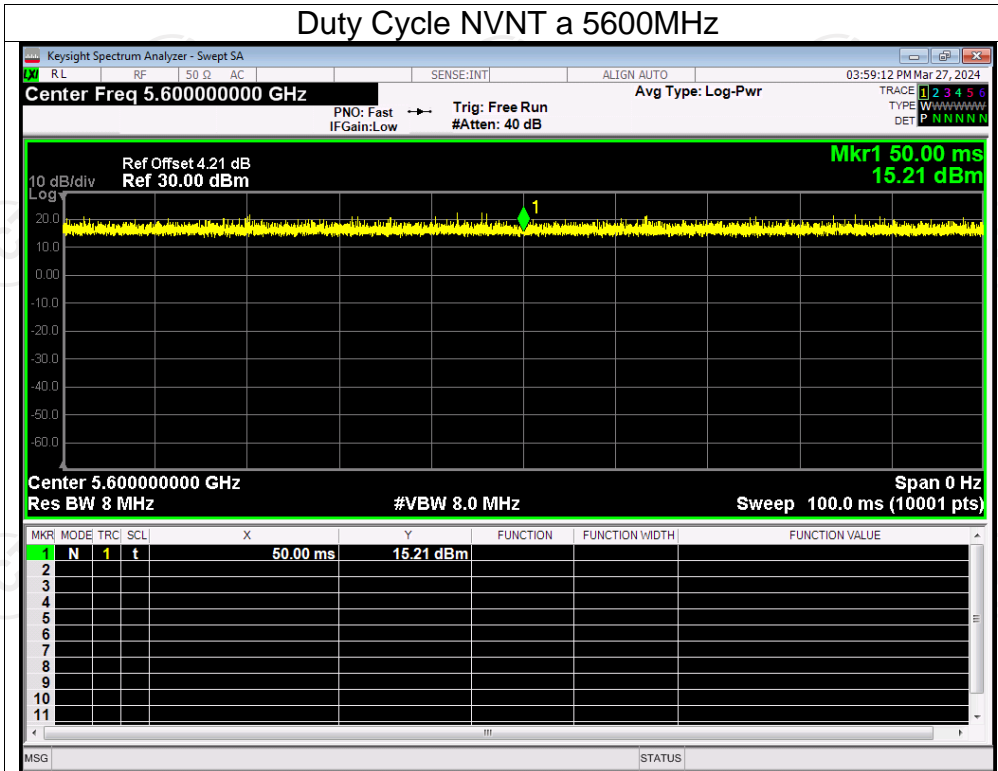 Duty Cycle NVNT a 5600MHz
Keysight Spectrum Analyzer - Swept SA
LXI RL RF 50 Ω AC SENSE:INT ALIGN AUTO 03:59:12 PM Mar 27, 2024
Center Freq 5.600000000 GHz
PNO: Fast
IFGain:Low
Trig: Free Run
#Atten: 40 dB
Avg Type: Log-Pwr
TRACE 1 2 3 4 5 6
TYPE WWWWWWW
DET P N N N N N
Mkr1 50.00 ms
15.21 dBm
Ref Offset 4.21 dB
10 dB/div Ref 30.00 dBm
Log
1
20.0
10.0
0.00
-10.0
-20.0
-30.0
-40.0
-50.0
-60.0
Center 5.600000000 GHz Span 0 Hz
Res BW 8 MHz #VBW 8.0 MHz Sweep 100.0 ms (10001 pts)
MKR MODE TRC SCL X Y FUNCTION FUNCTION WIDTH FUNCTION VALUE
1 N 1 t 50.00 ms 15.21 dBm
2
3
4
5
6
7
8
9
10
11
MSG STATUS